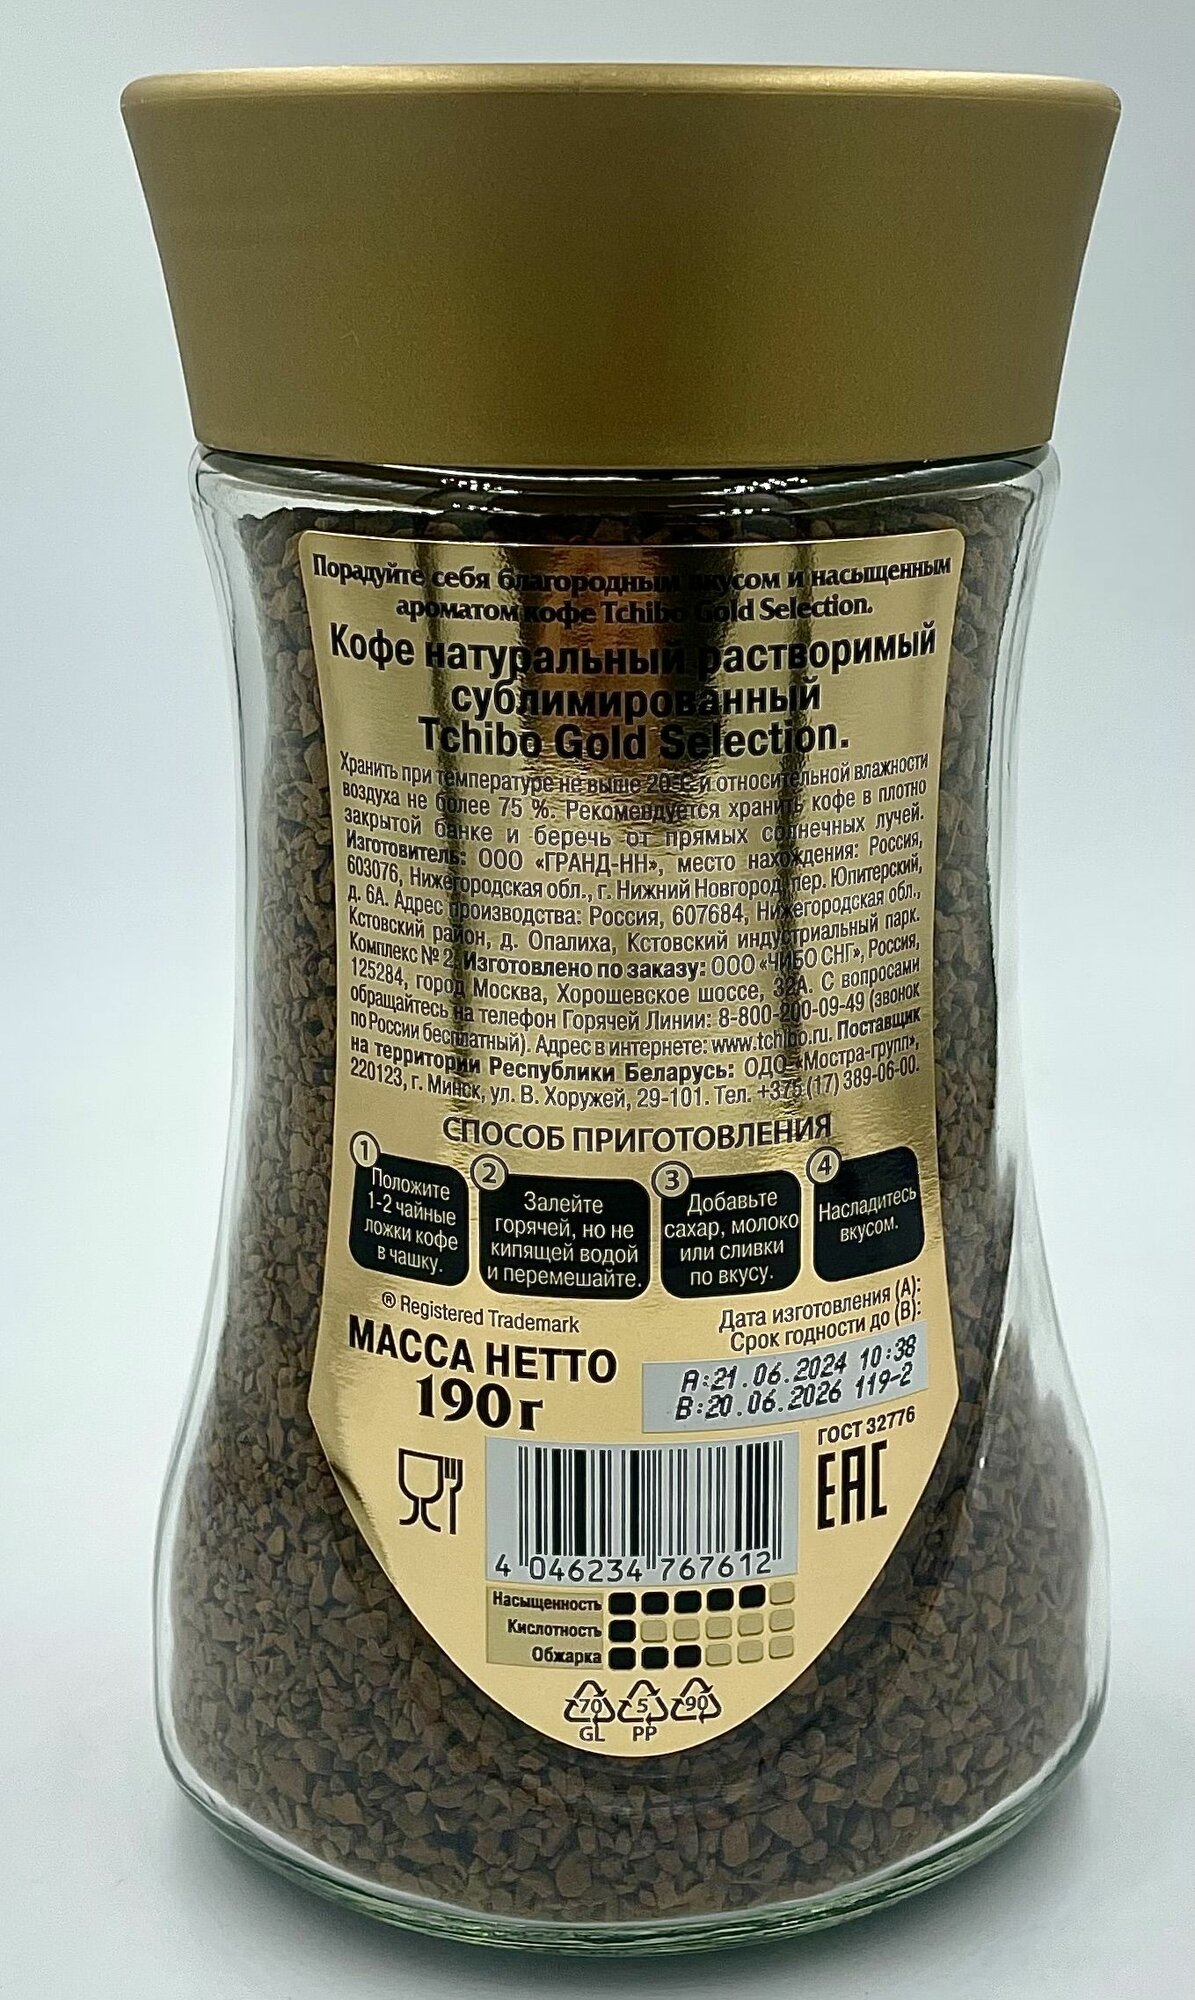 Порадуйте себя благородным вкусом и насыщенным
ароматом кофе Tchibo Gold Selection.
Кофе натуральный растворимый
сублимированный
Tchibo Gold Selection.
Хранить при температуре не выше 20°С и относительной влажности
воздуха не более 75 %. Рекомендуется хранить кофе в плотно
закрытой банке и беречь от прямых солнечных лучей.
Изготовитель: ООО «ГРАНД-НН», место нахождения: Россия,
603076, Нижегородская обл., г. Нижний Новгород, пер. Юпитерский,
д. 6А. Адрес производства: Россия, 607684, Нижегородская обл.,
Кстовский район, д. Опалиха, Кстовский индустриальный парк.
Комплекс № 2. Изготовлено по заказу: ООО «ЧИБО СНГ», Россия,
125284, город Москва, Хорошевское шоссе, 32А. С вопросами
обращайтесь на телефон Горячей Линии: 8-800-200-09-49 (звонок
по России бесплатный). Адрес в интернете: www.tchibo.ru. Поставщик
на территории Республики Беларусь: ОДО «Мостра-групп»,
220123, г. Минск, ул. В. Хоружей, 29-101. Тел. +375 (17) 389-06-00.
СПОСОБ ПРИГОТОВЛЕНИЯ
1
Положите
1-2 чайные
ложки кофе
в чашку.
2
Залейте
горячей, но не
кипящей водой
и перемешайте.
3
Добавьте
сахар, молоко
или сливки
по вкусу.
4
Насладитесь
вкусом.
® Registered Trademark
МАССА НЕТТО
190 г
Дата изготовления (А):
Срок годности до (В):
A:21.06.2024 10:38
B:20.06.2026 119-2
ГОСТ 32776
EAC
4 046234 767612
Насыщенность
Кислотность
Обжарка
70 5 90
GL PP